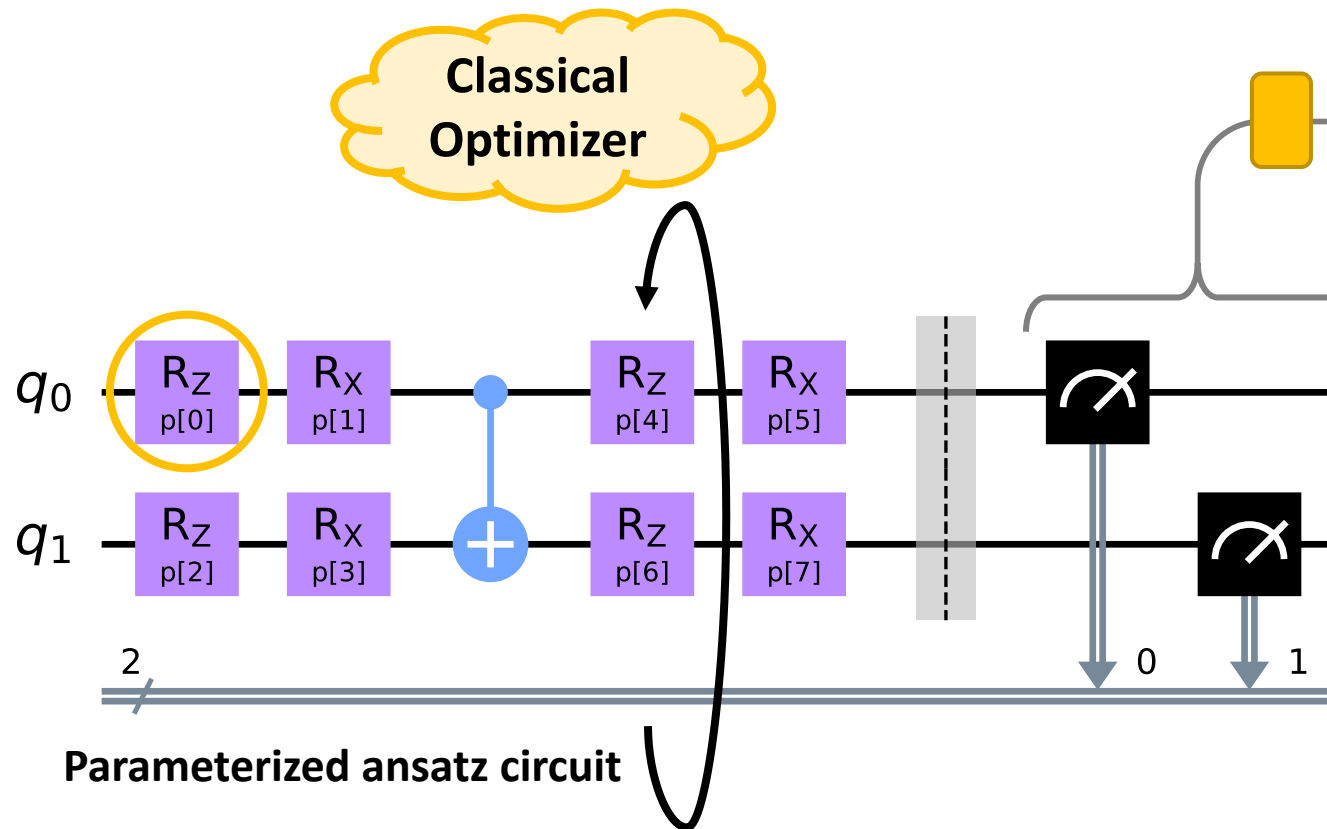 Classical
Optimizer
q0
RZ
p[0]
RX
p[1]
RZ
p[4]
RX
p[5]
q1
RZ
p[2]
RX
p[3]
RZ
p[6]
RX
p[7]
2
0
1
Parameterized ansatz circuit